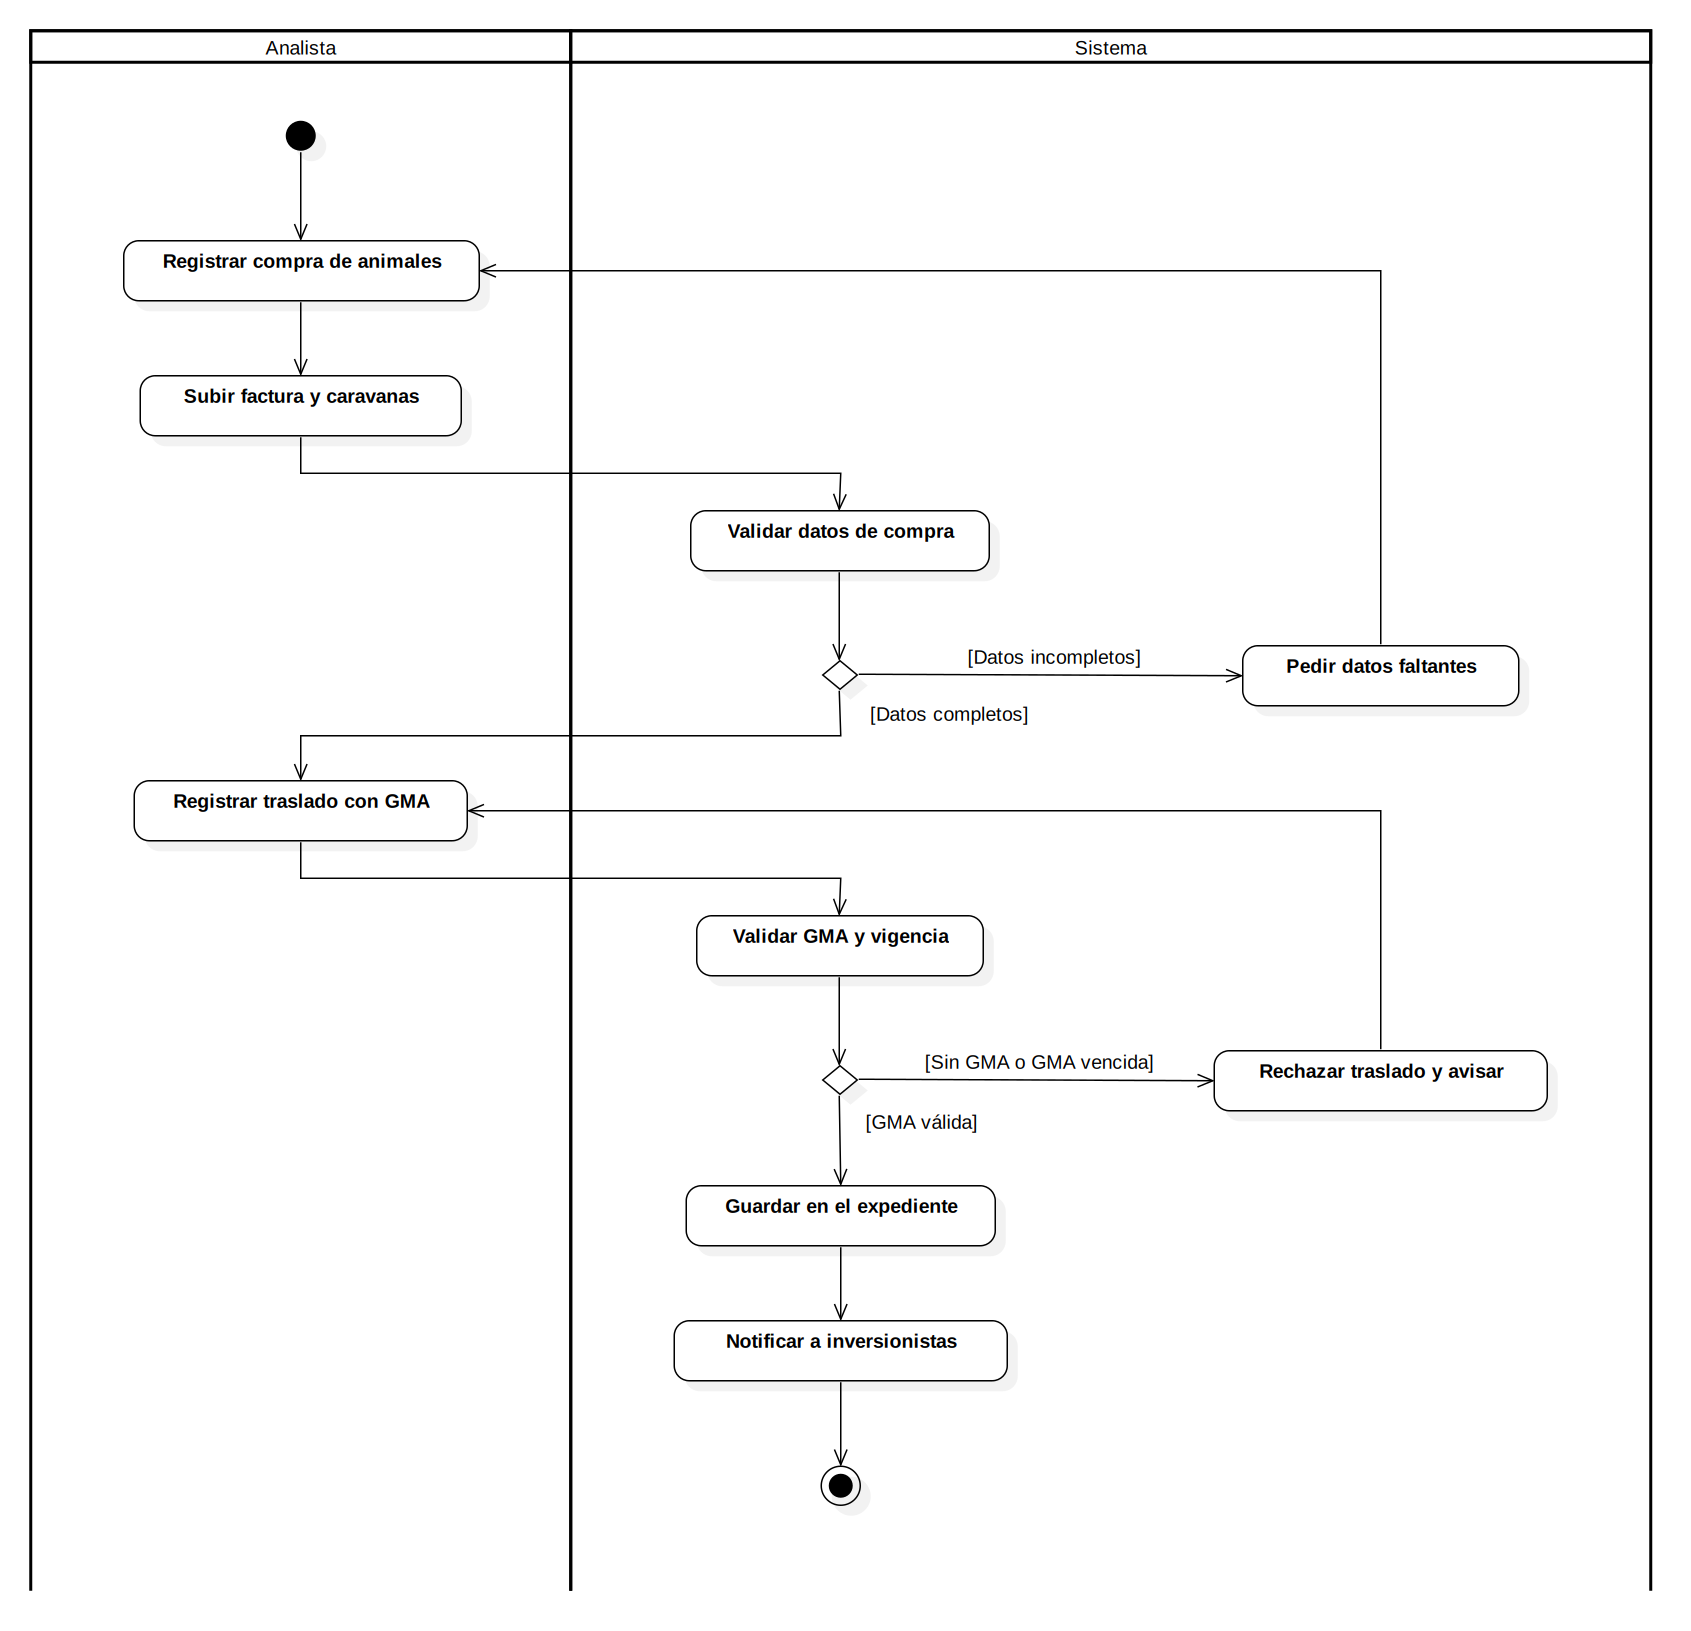 Analista
Sistema
Registrar compra de animales
Subir factura y caravanas
Validar datos de compra
[Datos incompletos]
Pedir datos faltantes
[Datos completos]
Registrar traslado con GMA
Validar GMA y vigencia
[Sin GMA o GMA vencida]
Rechazar traslado y avisar
[GMA válida]
Guardar en el expediente
Notificar a inversionistas